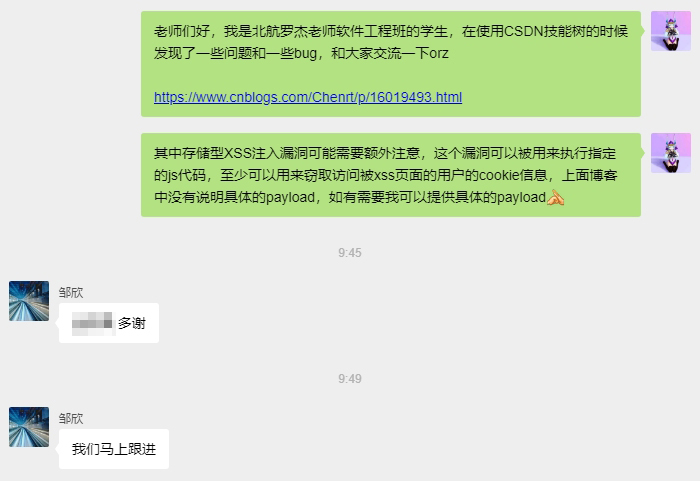 老师们好，我是北航罗杰老师软件工程班的学生，在使用CSDN技能树的时候
发现了一些问题和一些bug，和大家交流一下orz
https://www.cnblogs.com/Chenrt/p/16019493.html
其中存储型XSS注入漏洞可能需要额外注意，这个漏洞可以被用来执行指定
的js代码，至少可以用来窃取访问被xss页面的用户的cookie信息，上面博客
中没有说明具体的payload，如有需要我可以提供具体的payload🙏
9:45
邹欣
多谢
9:49
邹欣
我们马上跟进